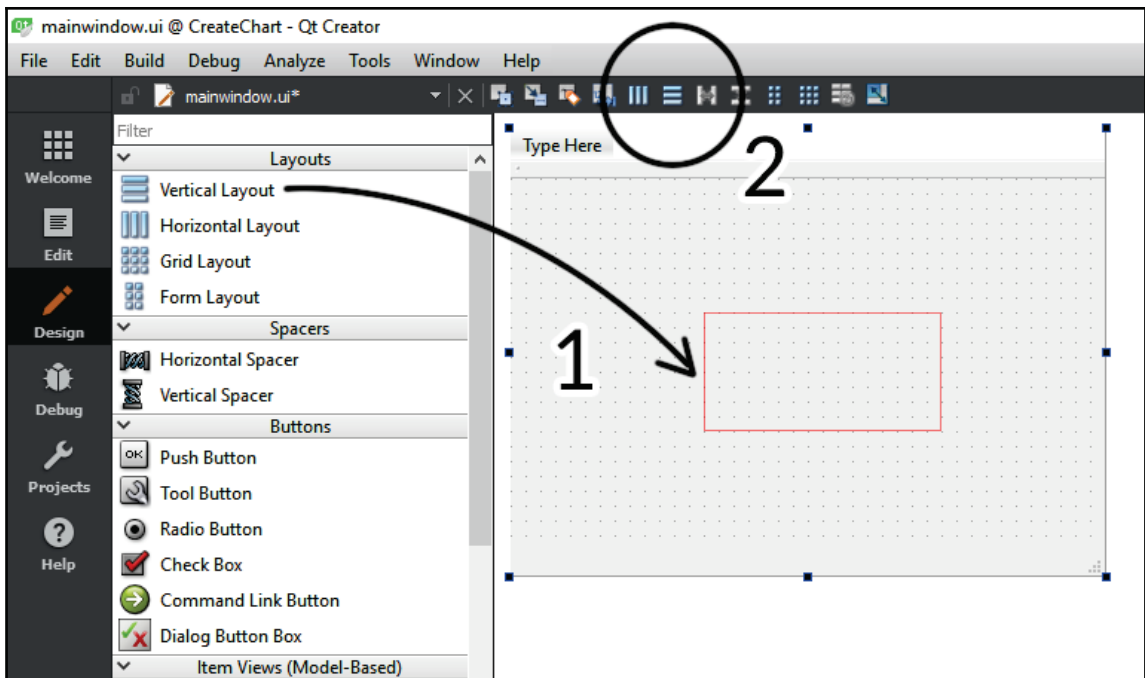 mainwindow.ui @ CreateChart - Qt Creator
File Edit Build Debug Analyze Tools Window Help
mainwindow.ui*
Filter
Type Here
2
Layouts
Welcome
Vertical Layout
Horizontal Layout
Edit
Grid Layout
Form Layout
Design
Spacers
Horizontal Spacer
1
Vertical Spacer
Debug
Buttons
OK
Push Button
Projects
Tool Button
Radio Button
Help
Check Box
Command Link Button
Dialog Button Box
Item Views (Model-Based)